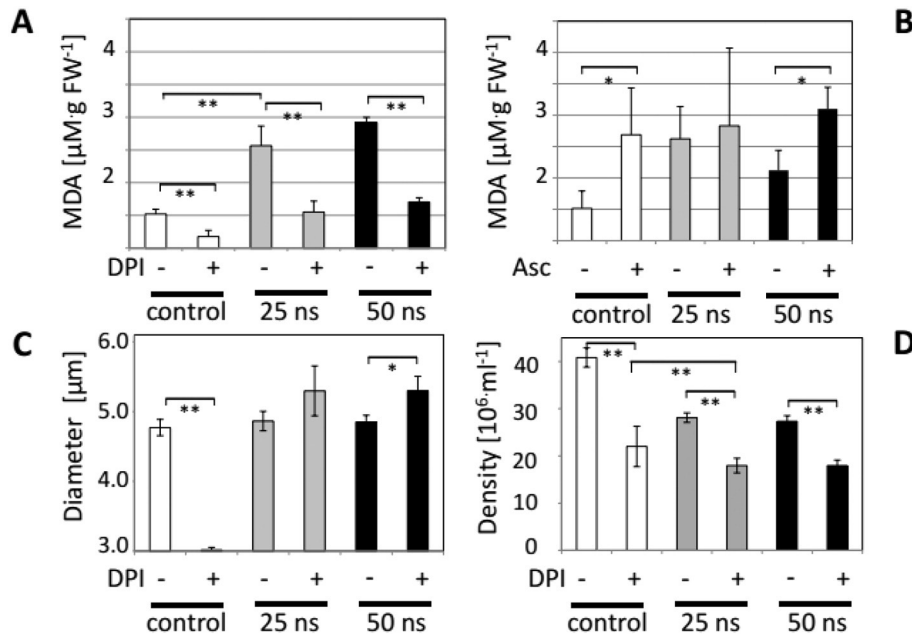 A
MDA [µM·g FW-1]
4
3
2
** ** ** **
DPI - + - + - +
control 25 ns 50 ns
B
MDA [µM·g FW-1]
4
3
2
* *
Asc - + - + - +
control 25 ns 50 ns
C
Diameter [µm]
6.0
5.0
4.0
3.0
** *
DPI - + - + - +
control 25 ns 50 ns
D
Density [10⁶·ml-1]
40
30
20
10
0
** ** ** **
DPI - + - + - +
control 25 ns 50 ns